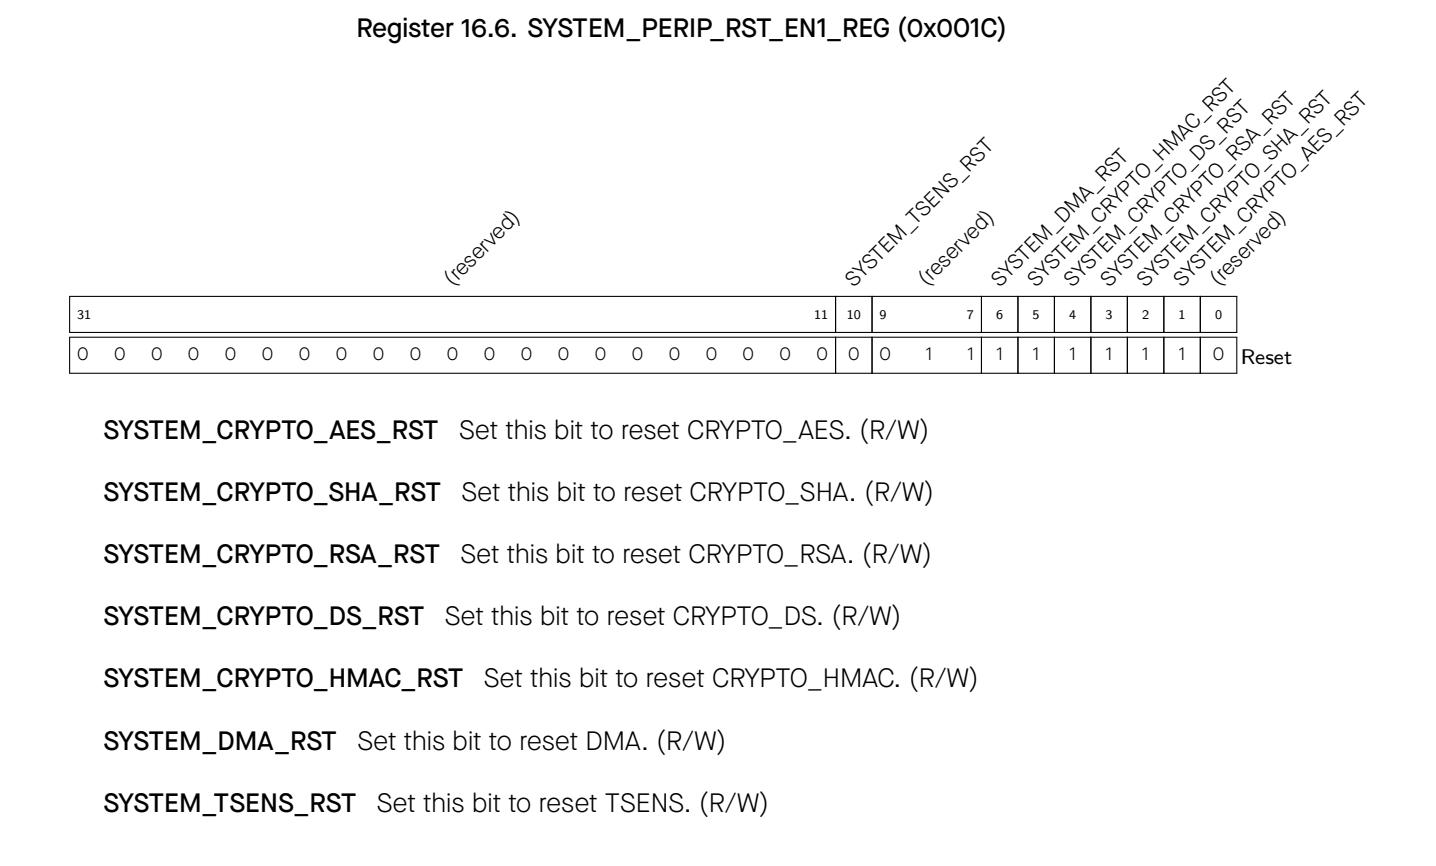 Register 16.6. SYSTEM_PERIP_RST_EN1_REG (0x001C)
(reserved)
SYSTEM_TSENS_RST
(reserved)
SYSTEM_DMA_RST
SYSTEM_CRYPTO_HMAC_RST
SYSTEM_CRYPTO_DS_RST
SYSTEM_CRYPTO_RSA_RST
SYSTEM_CRYPTO_SHA_RST
SYSTEM_CRYPTO_AES_RST
(reserved)
31 11 10 9 7 6 5 4 3 2 1 0
0 0 0 0 0 0 0 0 0 0 0 0 0 0 0 0 0 0 0 0 0 0 0 1 1 1 1 1 1 1 1 0 Reset
SYSTEM_CRYPTO_AES_RST Set this bit to reset CRYPTO_AES. (R/W)
SYSTEM_CRYPTO_SHA_RST Set this bit to reset CRYPTO_SHA. (R/W)
SYSTEM_CRYPTO_RSA_RST Set this bit to reset CRYPTO_RSA. (R/W)
SYSTEM_CRYPTO_DS_RST Set this bit to reset CRYPTO_DS. (R/W)
SYSTEM_CRYPTO_HMAC_RST Set this bit to reset CRYPTO_HMAC. (R/W)
SYSTEM_DMA_RST Set this bit to reset DMA. (R/W)
SYSTEM_TSENS_RST Set this bit to reset TSENS. (R/W)